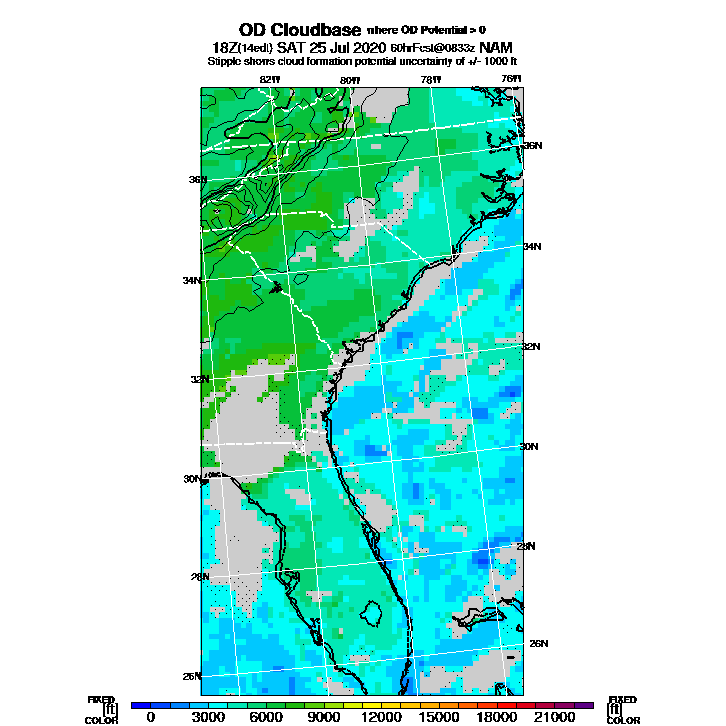 OD Cloudbase where OD Potential > 0
18Z(14edt) SAT 25 Jul 2020 60hrFcst@0833z NAM
Stipple shows cloud formation potential uncertainty of +/- 1000 ft
82W 80W 78W 76W
36N
36N
34N
34N
32N
32N
30N
30N
28N
28N
26N
26N
FIXED FIXED
[ft] [ft]
COLOR 0 3000 6000 9000 12000 15000 18000 21000 COLOR